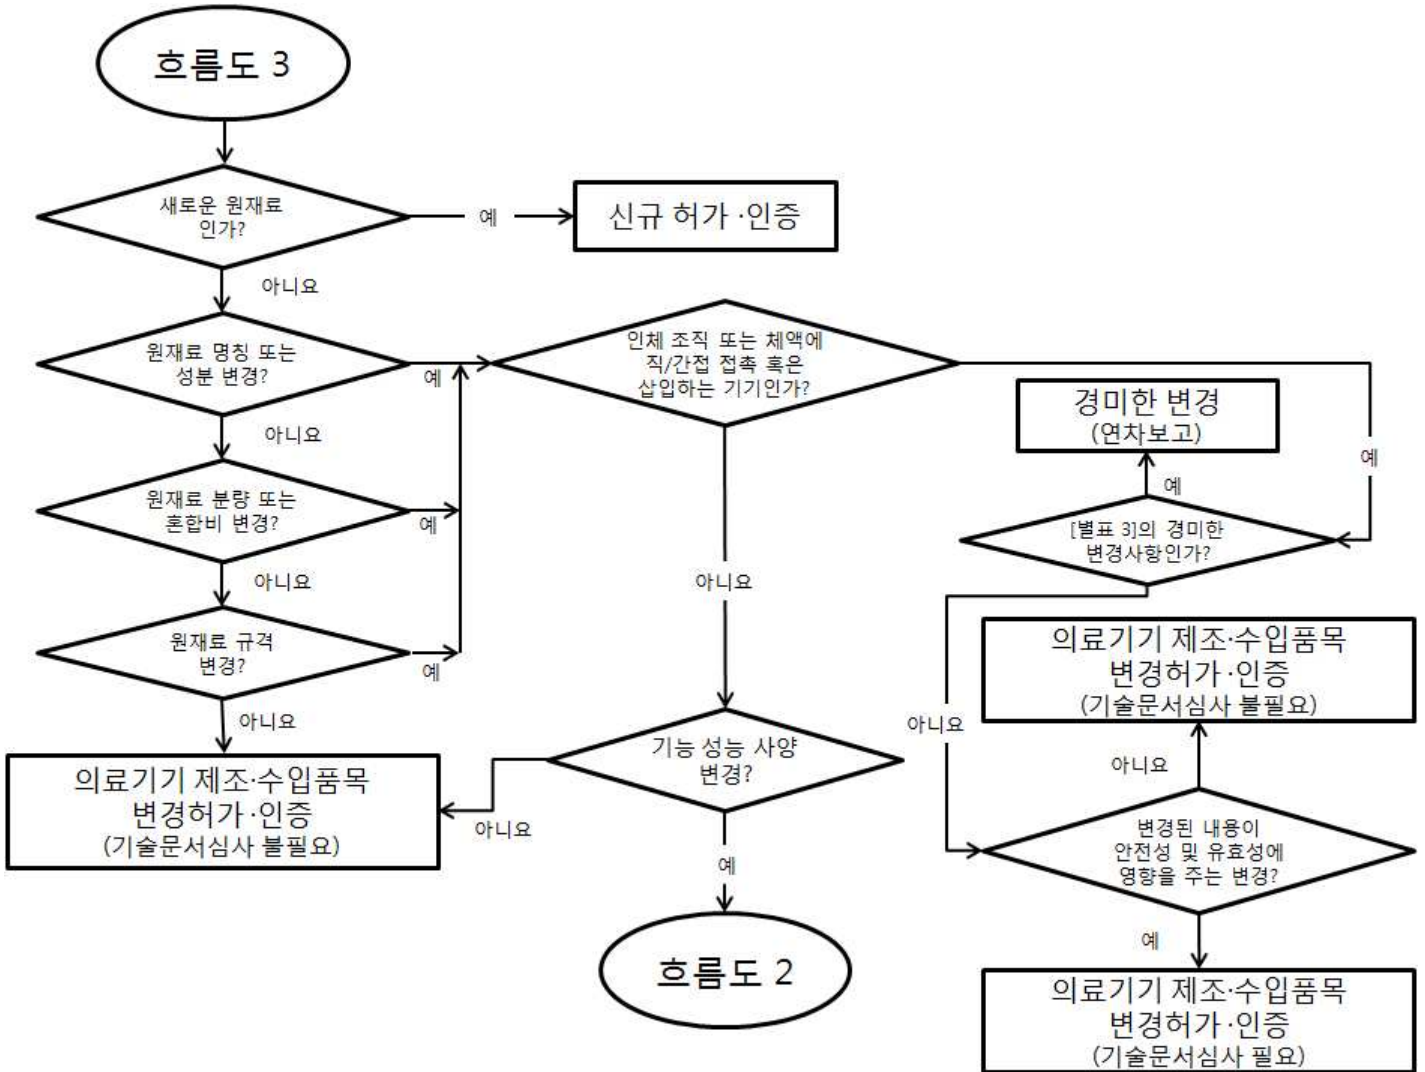 흐름도 3
새로운 원재료
인가?
예
신규 허가·인증
아니요
원재료 명칭 또는
성분 변경?
예
인체 조직 또는 체액에
직/간접 접촉 혹은
삽입하는 기기인가?
예
경미한 변경
(연차보고)
예
[별표 3]의 경미한
변경사항인가?
아니요
원재료 분량 또는
혼합비 변경?
예
아니요
원재료 규격
변경?
예
아니요
의료기기 제조·수입품목
변경허가·인증
(기술문서심사 불필요)
아니요
기능 성능 사양
변경?
아니요
예
흐름도 2
아니요
의료기기 제조·수입품목
변경허가·인증
(기술문서심사 불필요)
아니요
변경된 내용이
안전성 및 유효성에
영향을 주는 변경?
예
의료기기 제조·수입품목
변경허가·인증
(기술문서심사 필요)